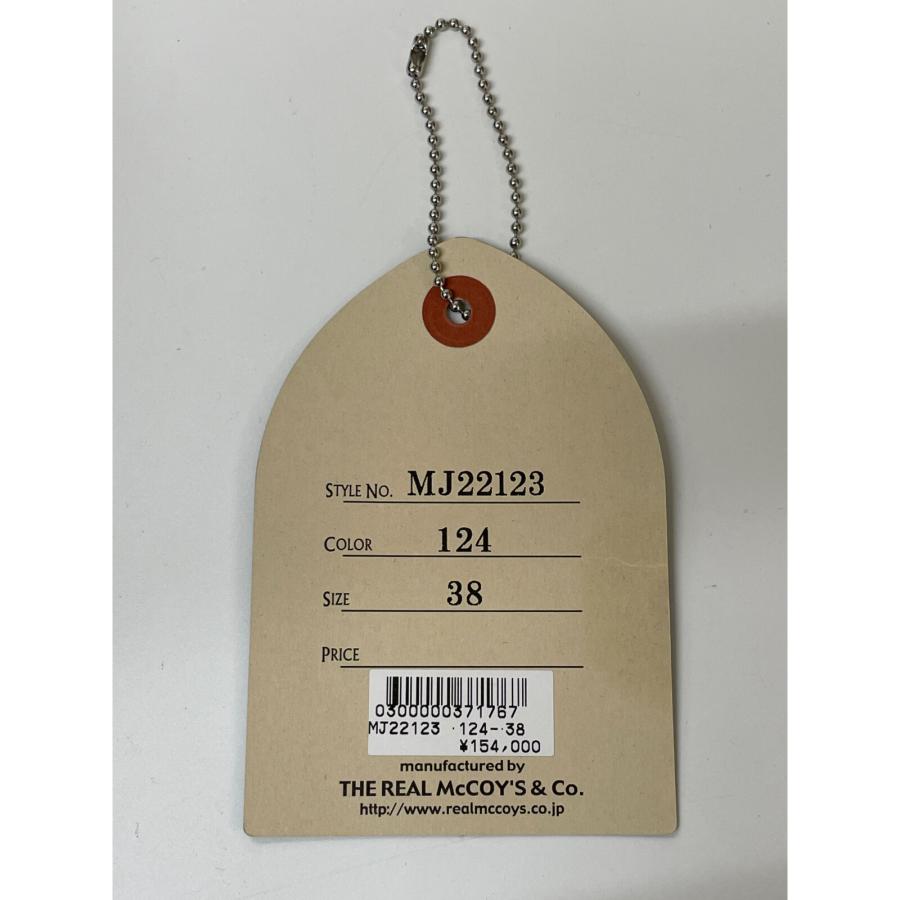 STYLE NO. MJ22123
COLOR 124
SIZE 38
PRICE
0300000371767
MJ22123 124- 38
¥154,000
manufactured by
THE REAL McCOY'S & Co.
http://www.realmccoys.co.jp